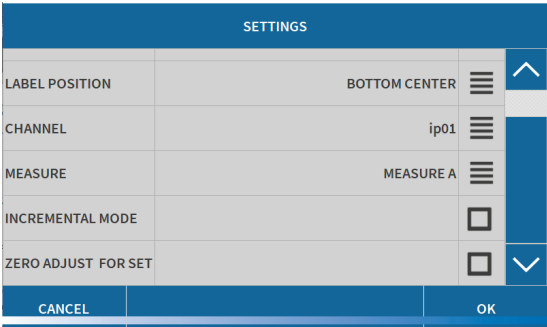 SETTINGS
LABEL POSITION BOTTOM CENTER
CHANNEL ip01
MEASURE MEASURE A
INCREMENTAL MODE
ZERO ADJUST FOR SET
CANCEL OK